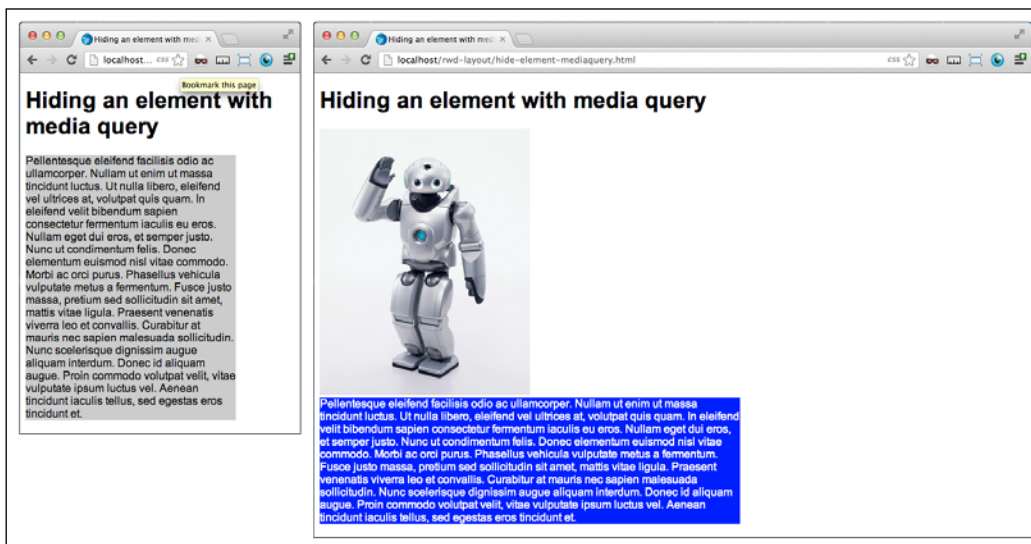 Hiding an element with med
localhost... css
Bookmark this page
Hiding an element with
media query
Pellentesque eleifend facilisis odio ac
ullamcorper. Nullam ut enim ut massa
tincidunt luctus. Ut nulla libero, eleifend
vel ultrices at, volutpat quis quam. In
eleifend velit bibendum sapien
consectetur fermentum iaculis eu eros.
Nullam eget dui eros, et semper justo.
Nunc ut condimentum felis. Donec
elementum euismod nisl vitae commodo.
Morbi ac orci purus. Phasellus vehicula
vulputate metus a fermentum. Fusce justo
massa, pretium sed sollicitudin sit amet,
mattis vitae ligula. Praesent venenatis
viverra leo et convallis. Curabitur at
mauris nec sapien malesuada sollicitudin.
Nunc scelerisque dignissim augue
aliquam interdum. Donec id aliquam
augue. Proin commodo volutpat velit, vitae
vulputate ipsum luctus vel. Aenean
tincidunt iaculis tellus, sed egestas eros
tincidunt et.
Hiding an element with med
localhost/rwd-layout/hide-element-mediaquery.html css
Hiding an element with media query
Pellentesque eleifend facilisis odio ac ullamcorper. Nullam ut enim ut massa
tincidunt luctus. Ut nulla libero, eleifend vel ultrices at, volutpat quis quam. In eleifend
velit bibendum sapien consectetur fermentum iaculis eu eros. Nullam eget dui eros,
et semper justo. Nunc ut condimentum felis. Donec elementum euismod nisl vitae
commodo. Morbi ac orci purus. Phasellus vehicula vulputate metus a fermentum.
Fusce justo massa, pretium sed sollicitudin sit amet, mattis vitae ligula. Praesent
venenatis viverra leo et convallis. Curabitur at mauris nec sapien malesuada
sollicitudin. Nunc scelerisque dignissim augue aliquam interdum. Donec id aliquam
augue. Proin commodo volutpat velit, vitae vulputate ipsum luctus vel. Aenean
tincidunt iaculis tellus, sed egestas eros tincidunt et.